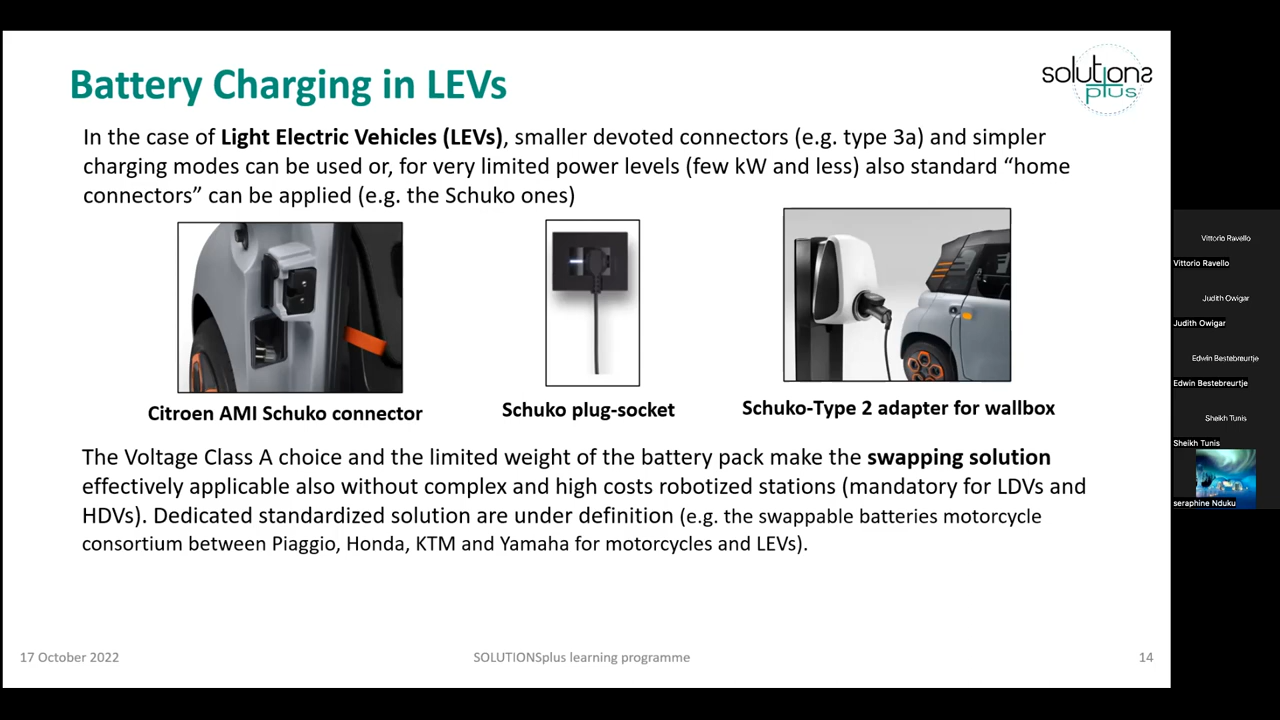 Battery Charging in LEVs
solutions
plus
In the case of Light Electric Vehicles (LEVs), smaller devoted connectors (e.g. type 3a) and simpler
charging modes can be used or, for very limited power levels (few kW and less) also standard “home
connectors” can be applied (e.g. the Schuko ones)
Citroen AMI Schuko connector
Schuko plug-socket
Schuko-Type 2 adapter for wallbox
The Voltage Class A choice and the limited weight of the battery pack make the swapping solution
effectively applicable also without complex and high costs robotized stations (mandatory for LDVs and
HDVs). Dedicated standardized solution are under definition (e.g. the swappable batteries motorcycle
consortium between Piaggio, Honda, KTM and Yamaha for motorcycles and LEVs).
17 October 2022
SOLUTIONSplus learning programme
14
Vittorio Ravello
Vittorio Ravello
Judith Owigar
Judith Owigar
Edwin Bestebreurtje
Edwin Bestebreurtje
Sheikh Tunis
Sheikh Tunis
seraphine Nduku